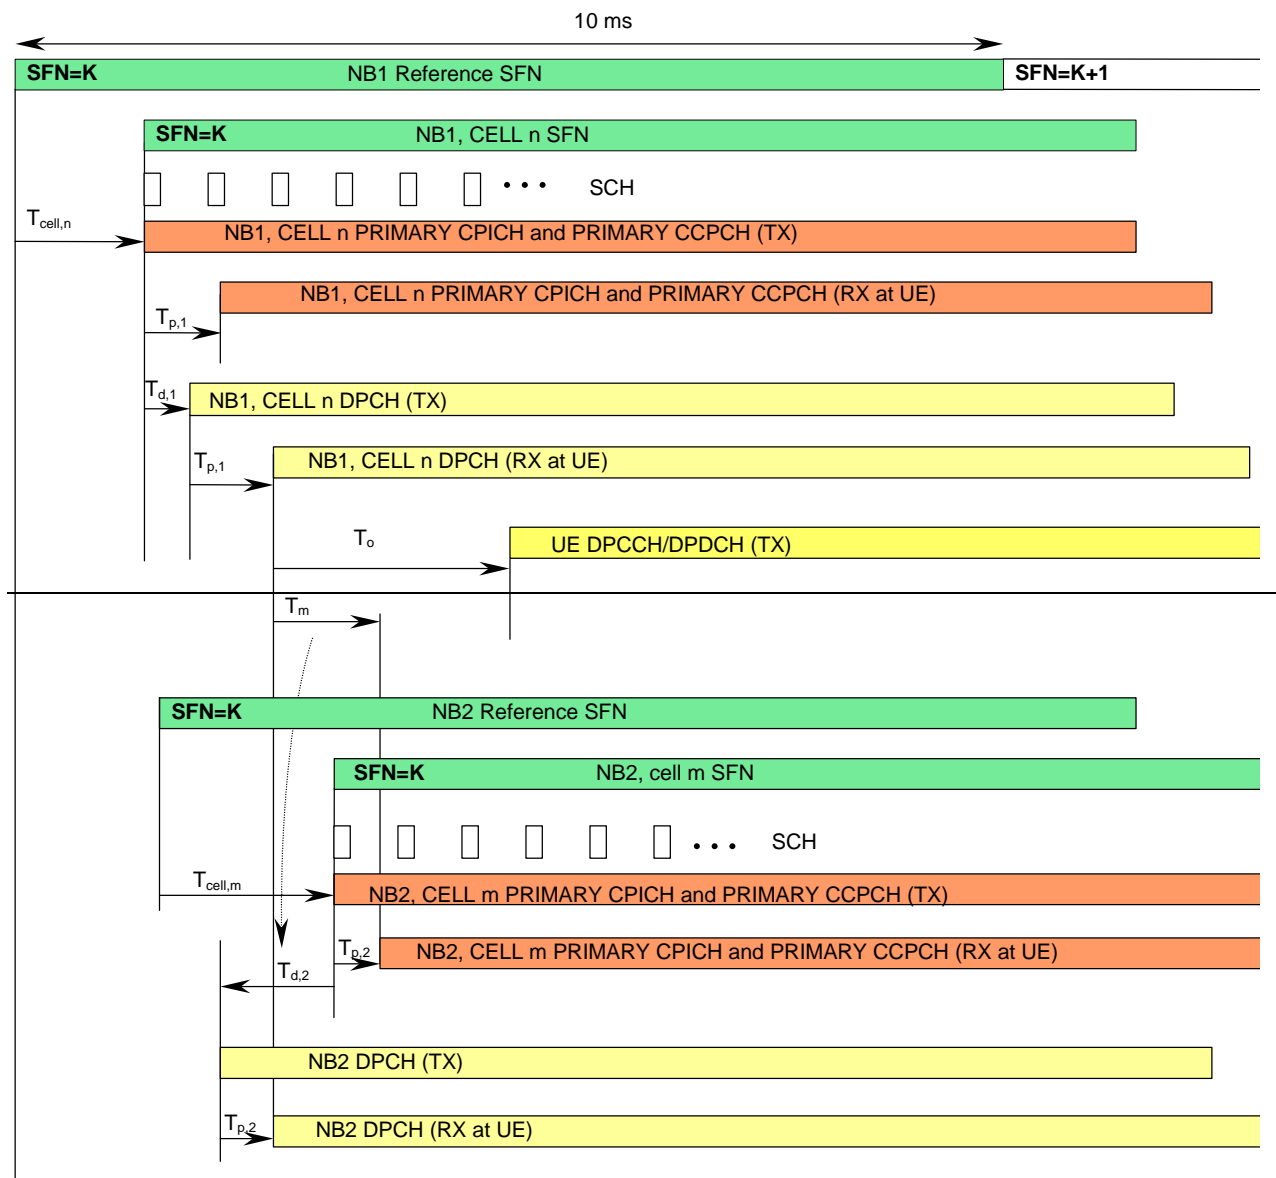 10 ms
SFN=K NB1 Reference SFN SFN=K+1
SFN=K NB1, CELL n SFN
• • • SCH
Tcell,n
NB1, CELL n PRIMARY CPICH and PRIMARY CCPCH (TX)
NB1, CELL n PRIMARY CPICH and PRIMARY CCPCH (RX at UE)
Tp,1
Td,1
NB1, CELL n DPCH (TX)
Tp,1
NB1, CELL n DPCH (RX at UE)
To
UE DPCCH/DPDCH (TX)
Tm
SFN=K NB2 Reference SFN
SFN=K NB2, cell m SFN
• • • SCH
Tcell,m
NB2, CELL m PRIMARY CPICH and PRIMARY CCPCH (TX)
Tp,2
NB2, CELL m PRIMARY CPICH and PRIMARY CCPCH (RX at UE)
Td,2
NB2 DPCH (TX)
Tp,2
NB2 DPCH (RX at UE)